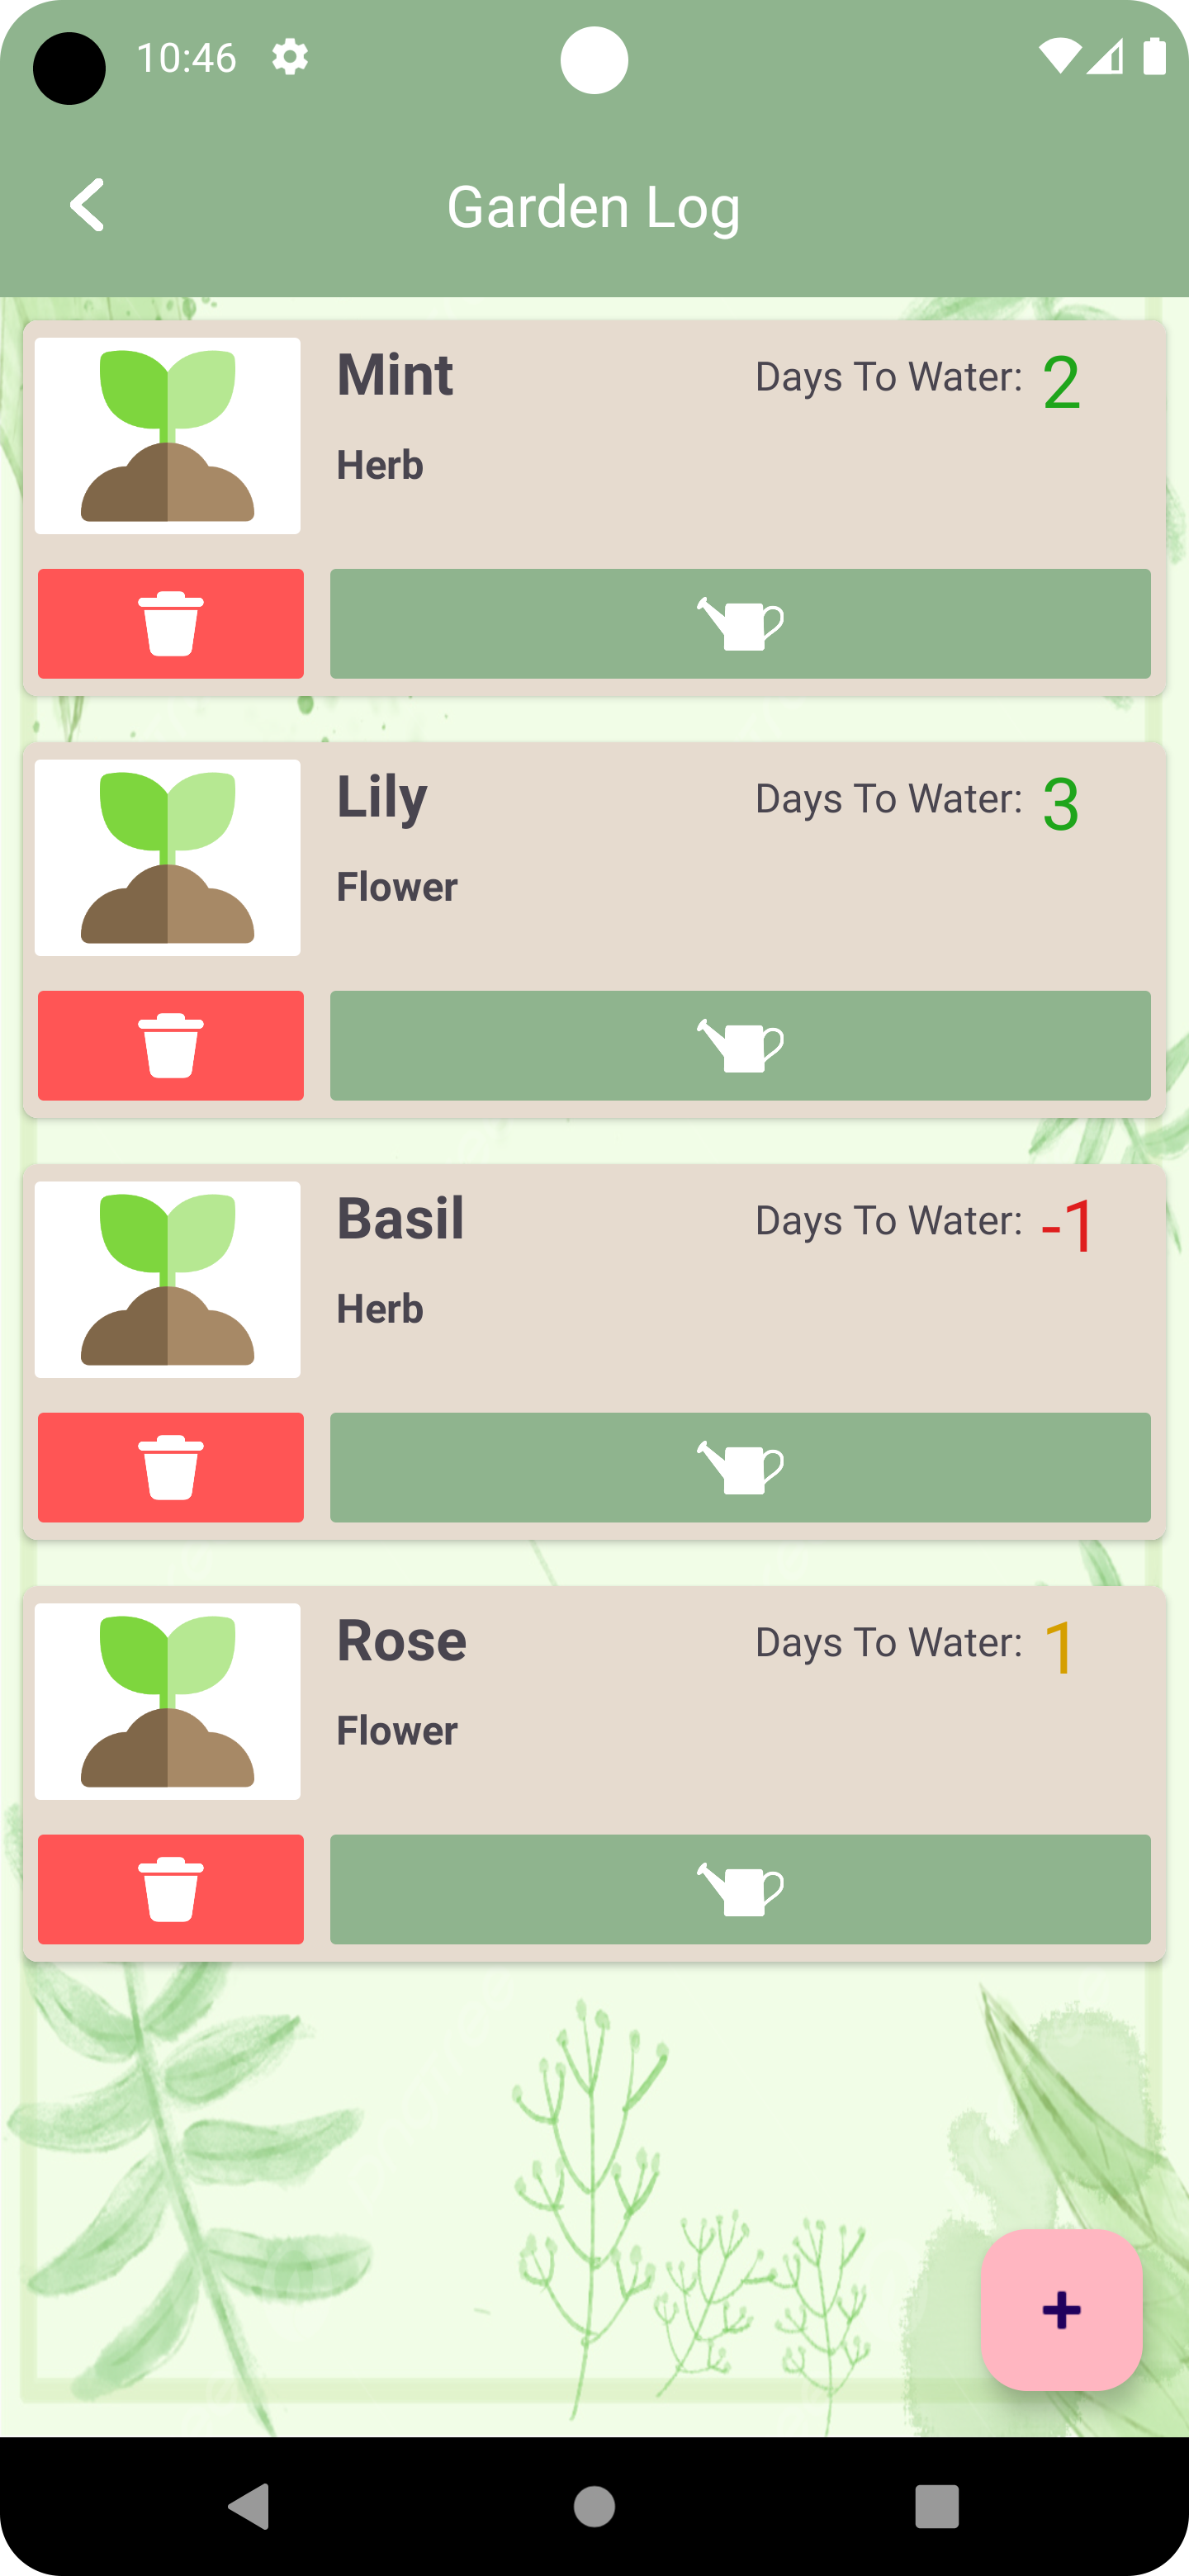 10:46
Garden Log
Mint
Days To Water: 2
Herb
Lily
Days To Water: 3
Flower
Basil
Days To Water: -1
Herb
Rose
Days To Water: 1
Flower
+